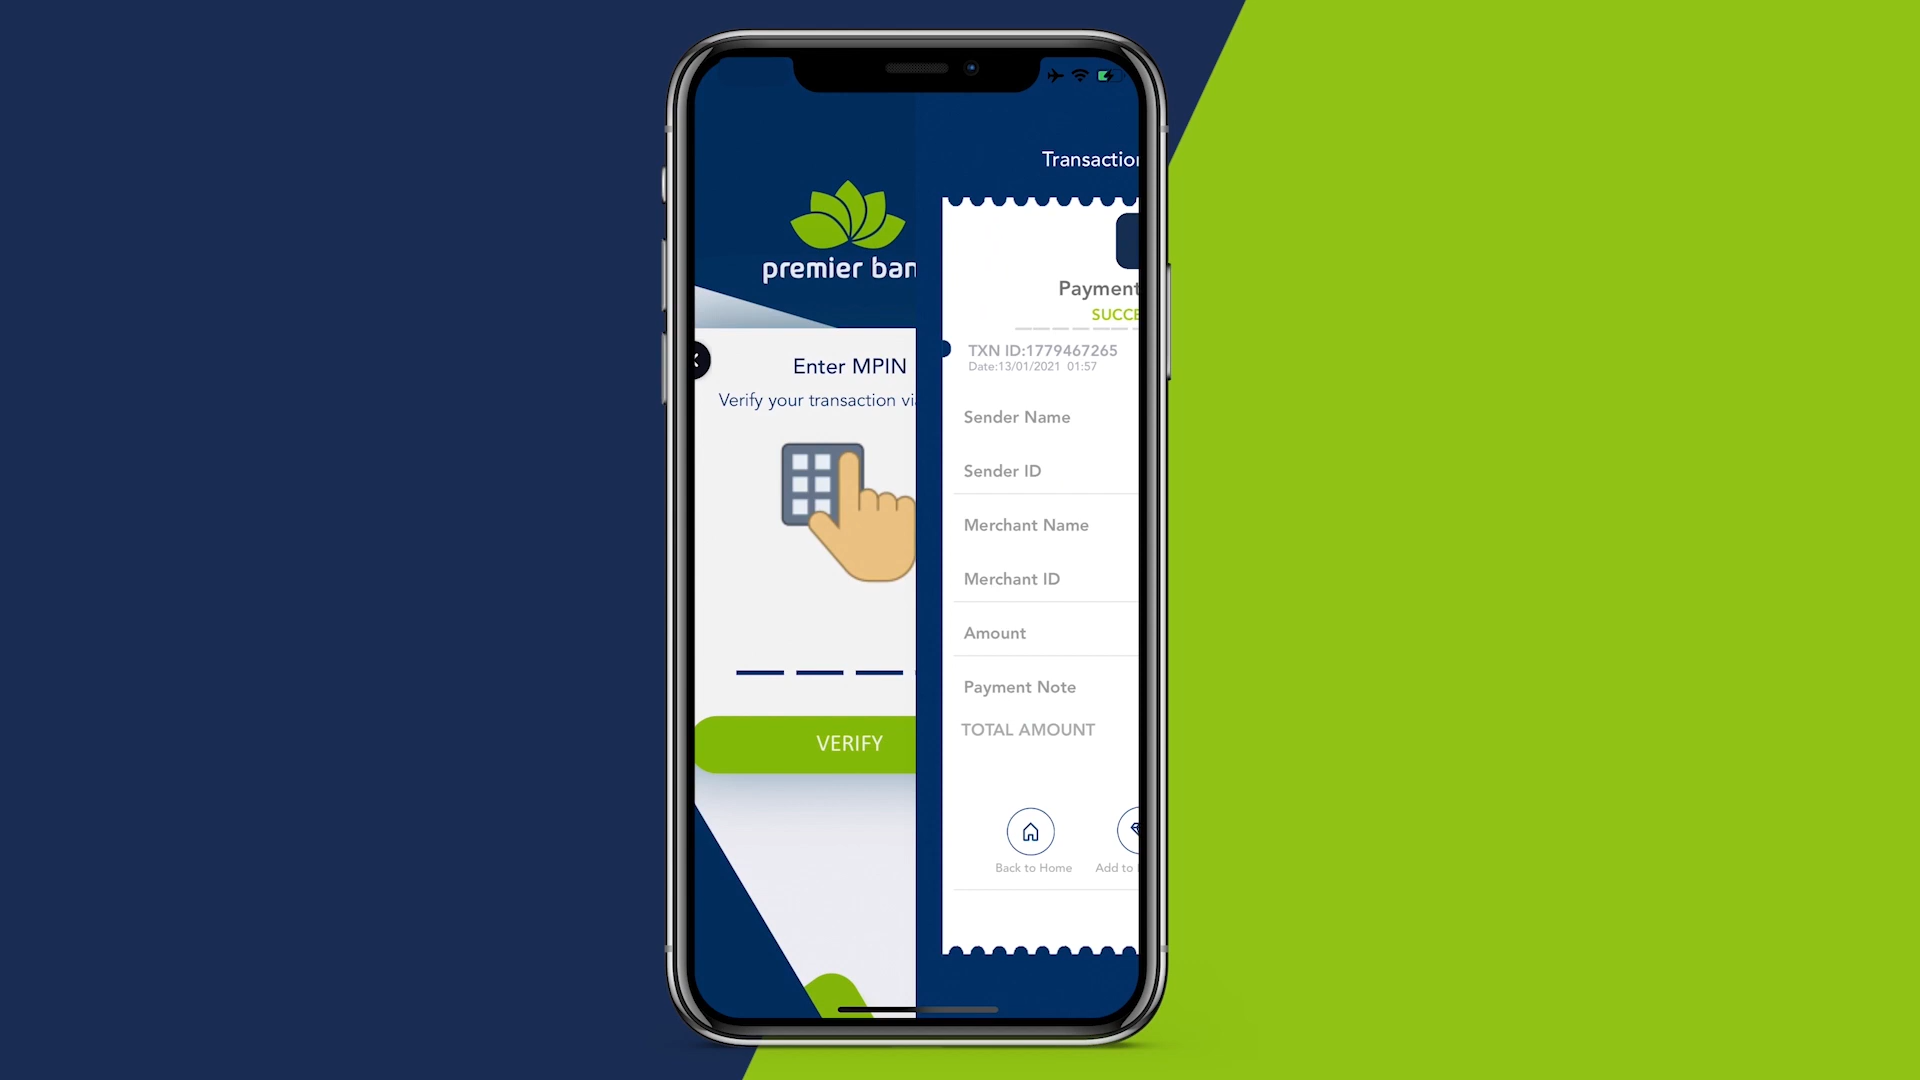 premier ban
Enter MPIN
Verify your transaction vi
VERIFY
Transaction
Payment
SUCCE
TXN ID:1779467265
Date:13/01/2021 01:57
Sender Name
Sender ID
Merchant Name
Merchant ID
Amount
Payment Note
TOTAL AMOUNT
Back to Home
Add to